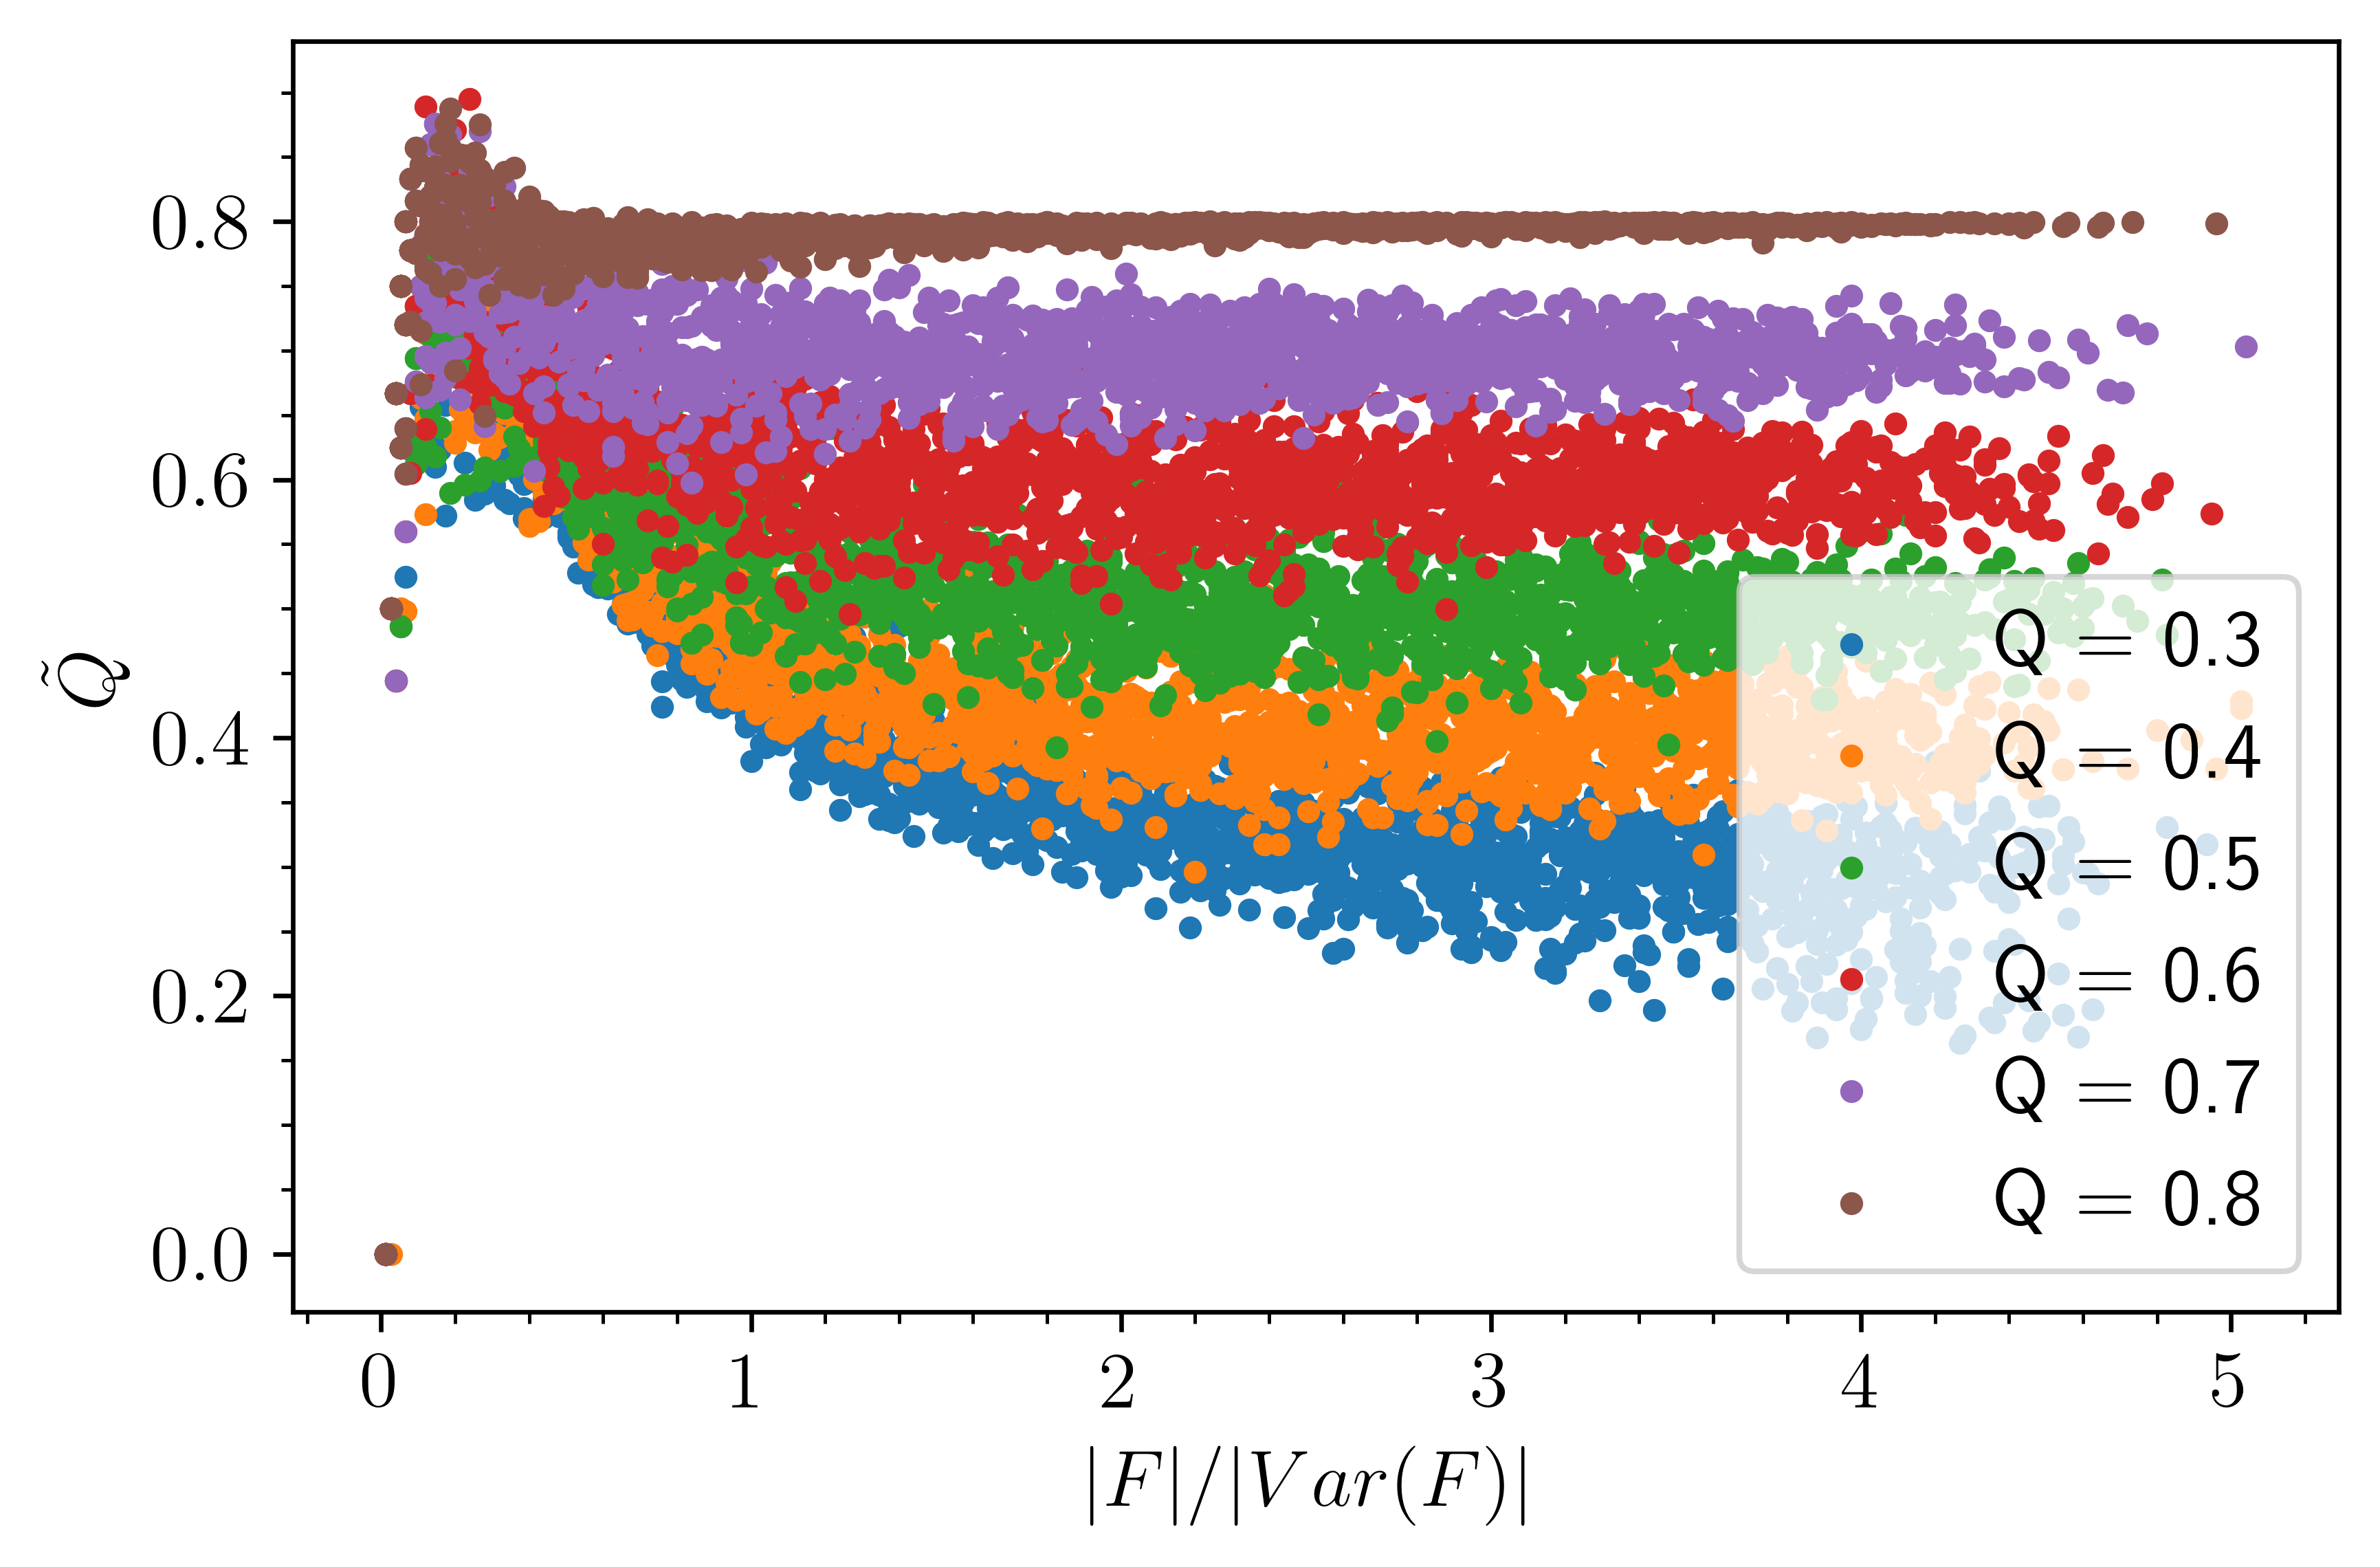 0.8
0.6
0.4
0.2
0.0
Q̃
0 1 2 3 4 5
|F|/|Var(F)|
Q = 0.3
Q = 0.4
Q = 0.5
Q = 0.6
Q = 0.7
Q = 0.8